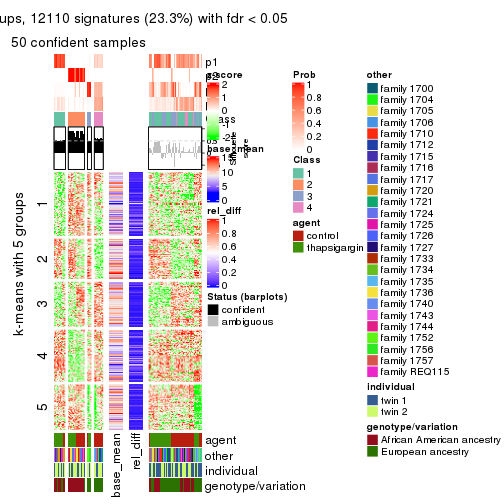 ups, 12110 signatures (23.3%) with fdr < 0.05
50 confident samples
k-means with 5 groups
1
2
3
4
5
p1
z-score
2
1
0
-1
-2
base_mean
15
10
5
0
rel_diff
1
0.8
0.6
0.4
0.2
0
Status (barplots)
confident
ambiguous
Silhouette score
agent
other
individual
genotype/variation
base_mean
rel_diff
Prob
1
0.8
0.6
0.4
0.2
0
Class
1
2
3
4
agent
control
thapsigargin
other
family 1700
family 1704
family 1705
family 1706
family 1710
family 1712
family 1715
family 1716
family 1717
family 1720
family 1721
family 1724
family 1725
family 1726
family 1727
family 1733
family 1734
family 1735
family 1736
family 1740
family 1743
family 1744
family 1752
family 1756
family 1757
family REQ115
individual
twin 1
twin 2
genotype/variation
African American ancestry
European ancestry